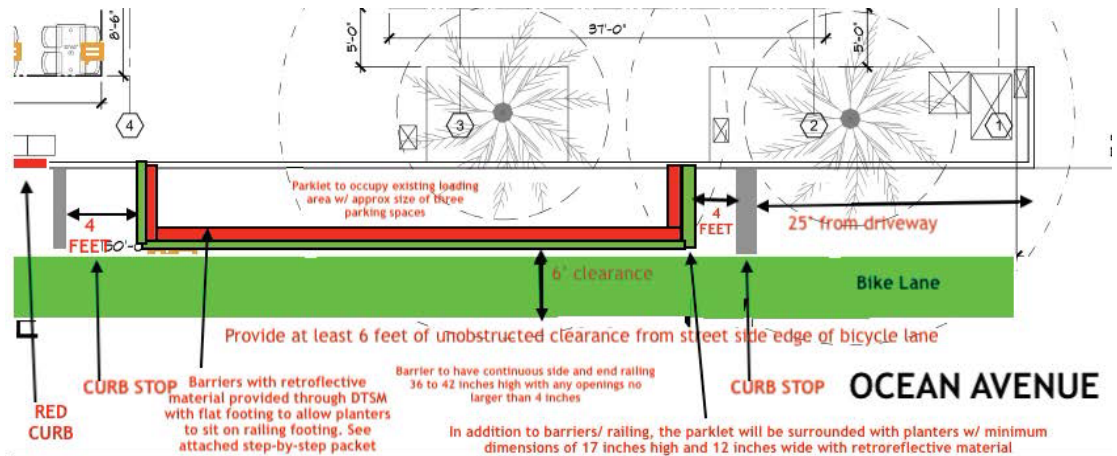 37'-0"
8'-6"
5'-0"
5'-0"
4
3
2
1
Parklet to occupy existing loading
area w/ approx size of three
parking spaces
4
FEET
50'-0
4
FEET
25' from driveway
6' clearance
Bike Lane
Provide at least 6 feet of unobstructed clearance from street side edge of bicycle lane
CURB STOP
RED
CURB
Barriers with retroflective
material provided through DTSM
with flat footing to allow planters
to sit on railing footing. See
attached step-by-step packet
Barrier to have continuous side and end railing
36 to 42 inches high with any openings no
larger than 4 inches
CURB STOP
OCEAN AVENUE
In addition to barriers/ railing, the parklet will be surrounded with planters w/ minimum
dimensions of 17 inches high and 12 inches wide with retroreflective material